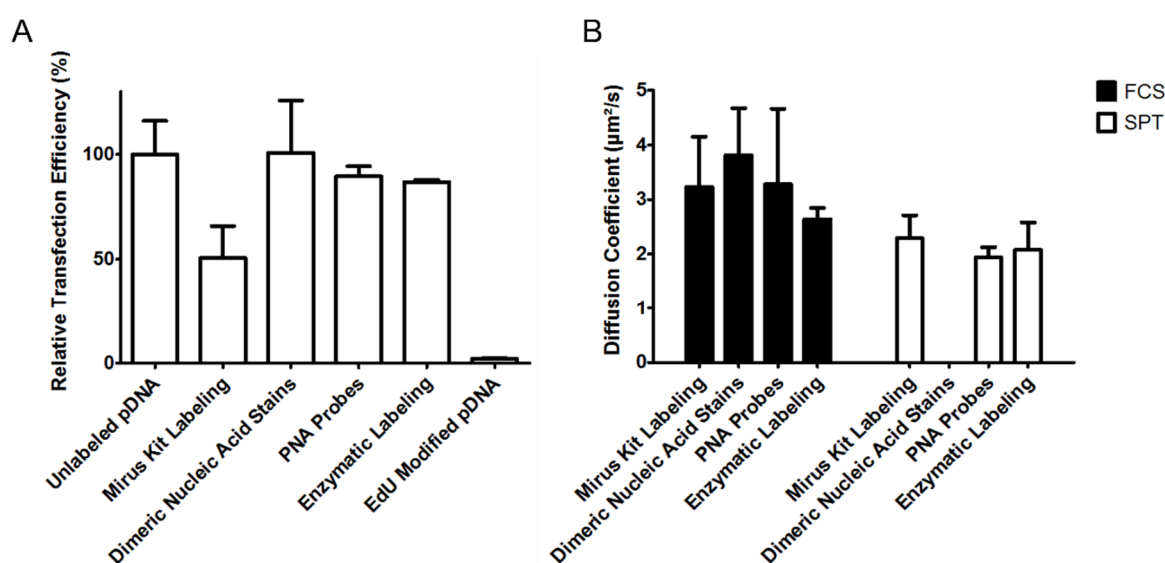 A
Relative Transfection Efficiency (%)
100
50
0
Unlabeled pDNA
Mirus Kit Labeling
Dimeric Nucleic Acid Stains
PNA Probes
Enzymatic Labeling
EdU Modified pDNA
B
Diffusion Coefficient (µm²/s)
5
4
3
2
1
0
Mirus Kit Labeling
Dimeric Nucleic Acid Stains
PNA Probes
Enzymatic Labeling
Mirus Kit Labeling
Dimeric Nucleic Acid Stains
PNA Probes
Enzymatic Labeling
FCS
SPT